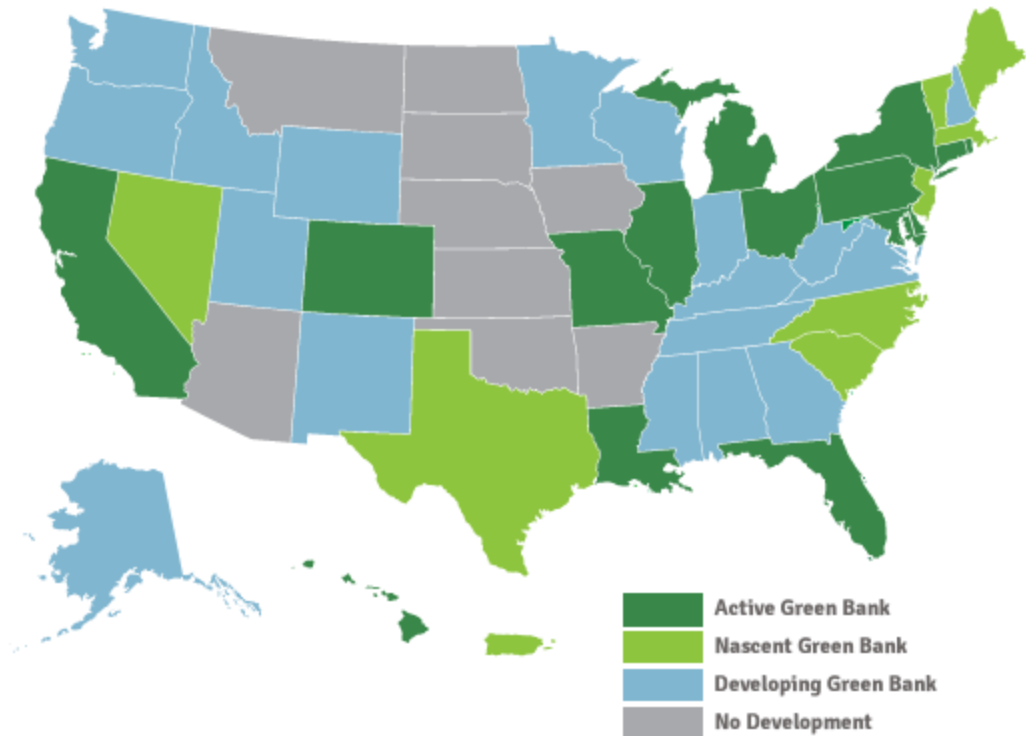 Active Green Bank
Nascent Green Bank
Developing Green Bank
No Development